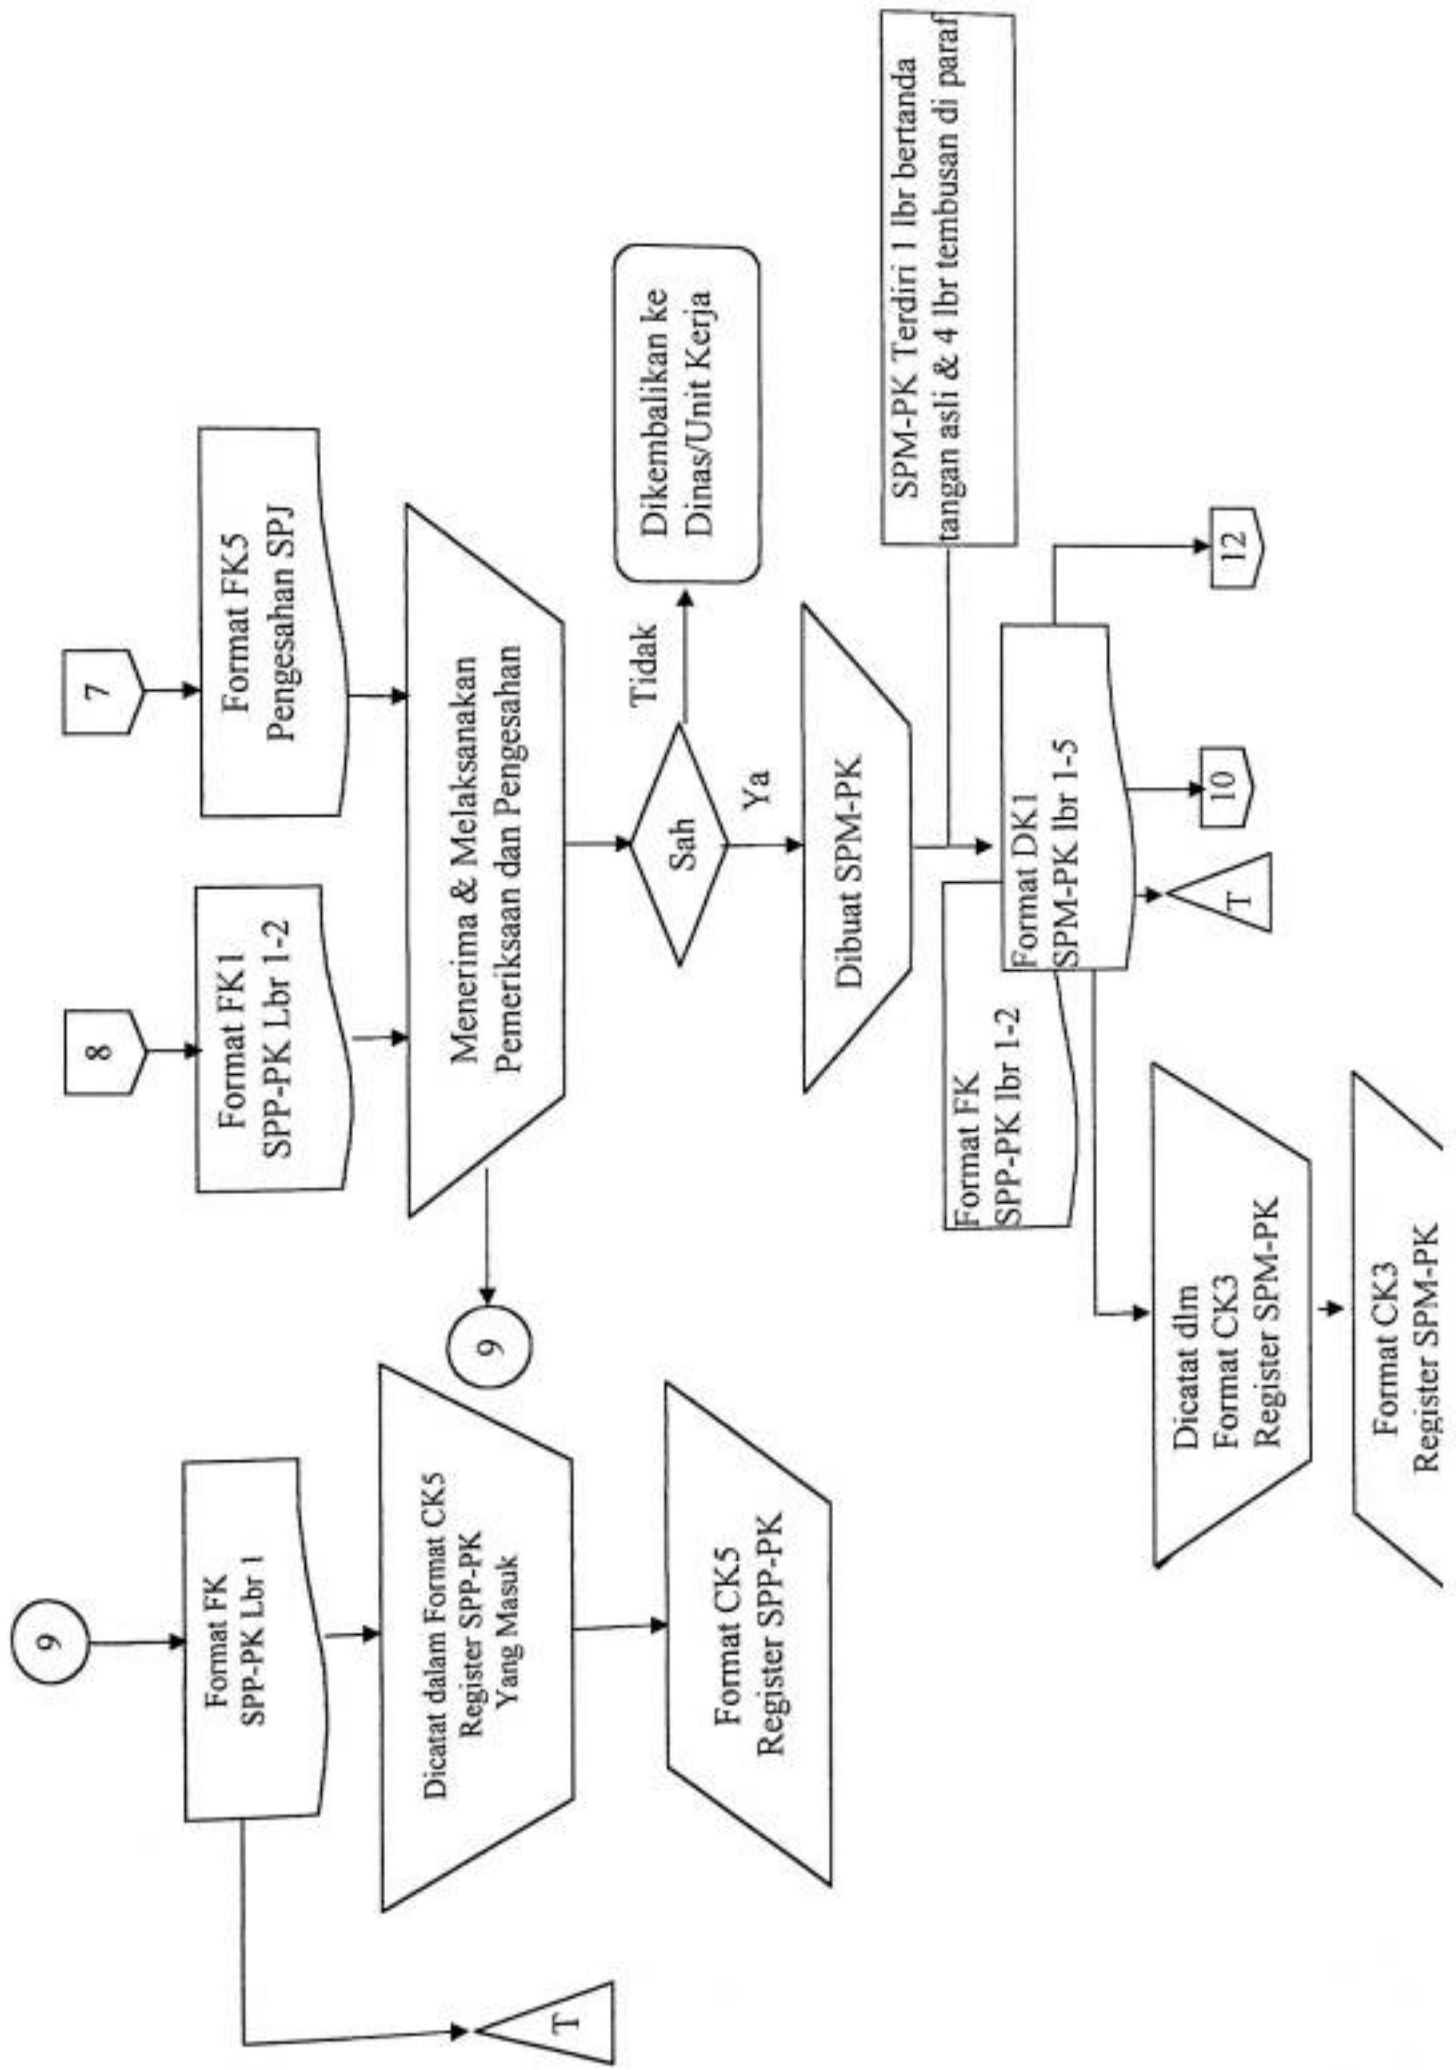 9
Format FK
SPP-PK Lbr 1
T
Dicatat dalam Format CK5
Register SPP-PK
Yang Masuk
Format CK5
Register SPP-PK
8
Format FK1
SPP-PK Lbr 1-2
7
Format FK5
Pengesahan SPJ
Menerima & Melaksanakan
Pemeriksaan dan Pengesahan
9
Sah
Tidak
Dikembalikan ke
Dinas/Unit Kerja
Ya
Dibuat SPM-PK
SPM-PK Terdiri 1 lbr bertanda
tangan asli & 4 lbr tembusan di paraf
Format FK
SPP-PK lbr 1-2
Format DK1
SPM-PK lbr 1-5
T
10
12
Dicatat dlm
Format CK3
Register SPM-PK
Format CK3
Register SPM-PK